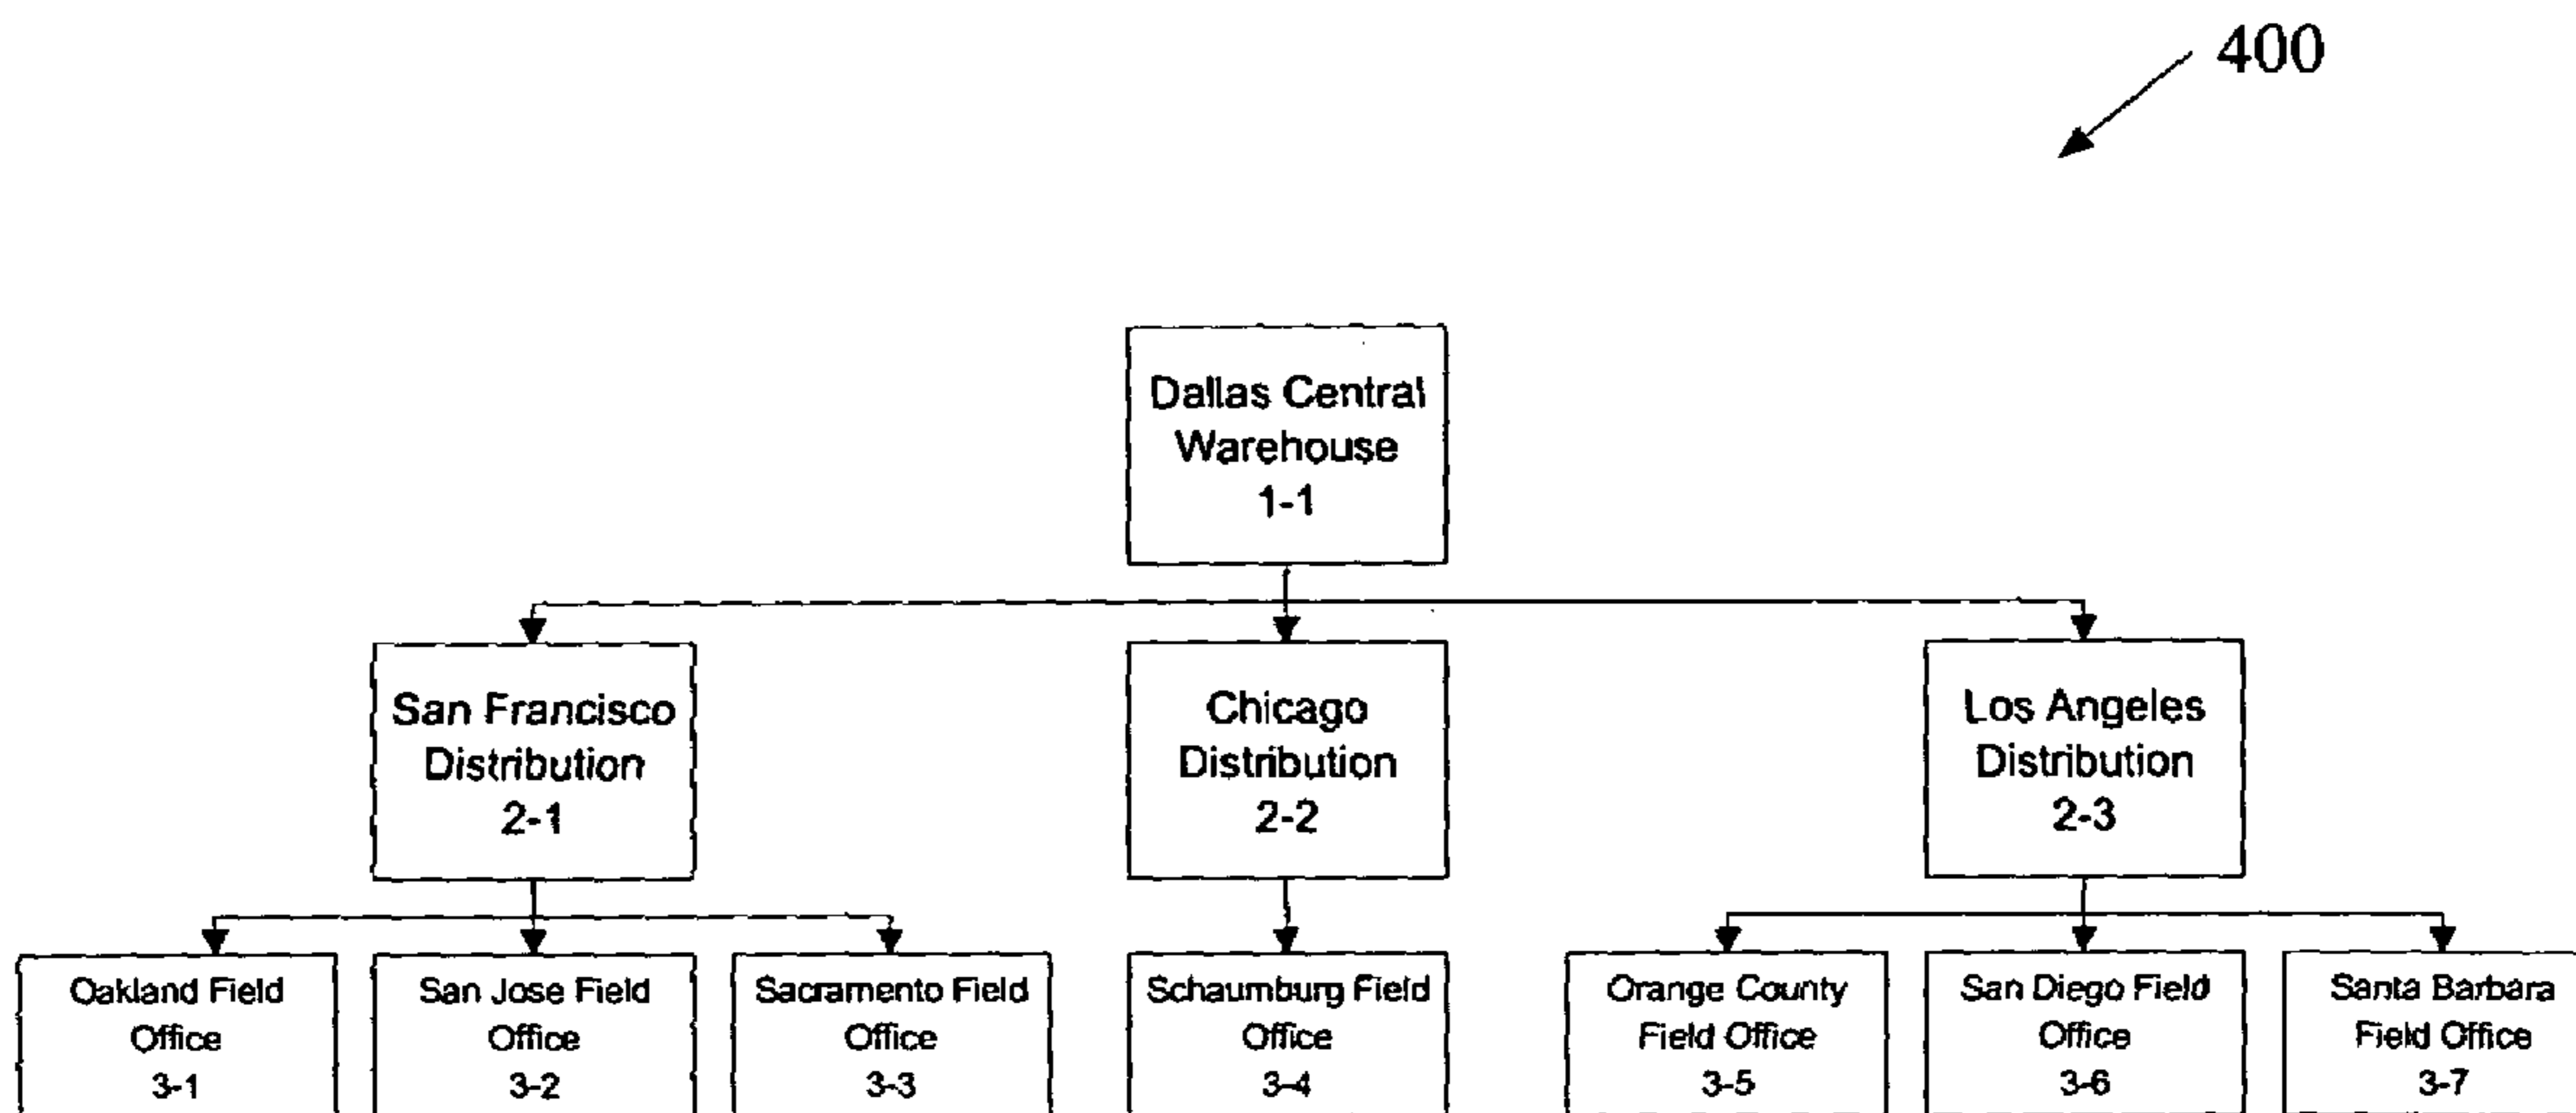 400
Dallas Central
Warehouse
1-1
San Francisco
Distribution
2-1
Chicago
Distribution
2-2
Los Angeles
Distribution
2-3
Oakland Field
Office
3-1
San Jose Field
Office
3-2
Sacramento Field
Office
3-3
Schaumburg Field
Office
3-4
Orange County
Field Office
3-5
San Diego Field
Office
3-6
Santa Barbara
Field Office
3-7